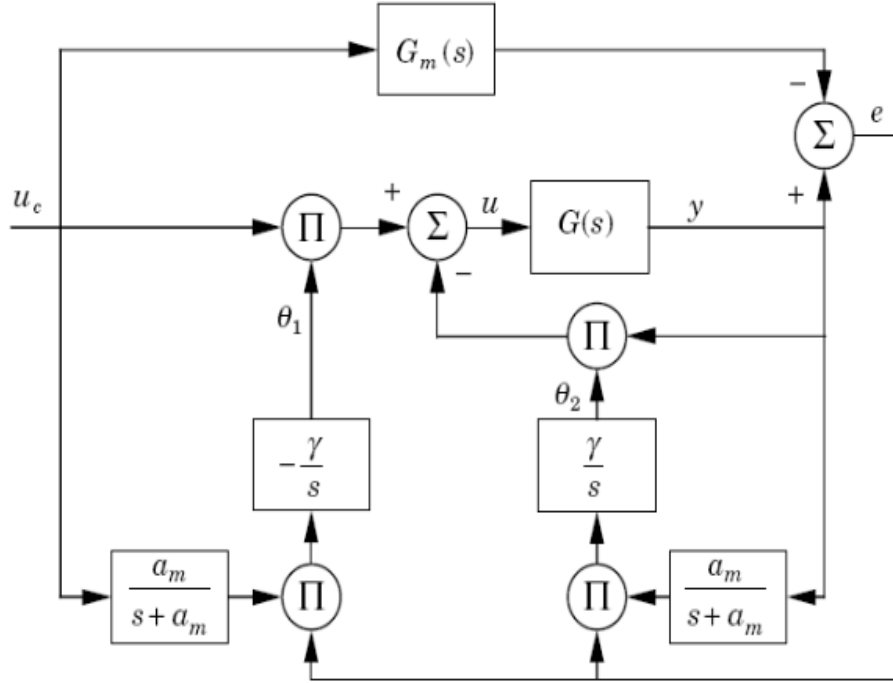 G_m(s)
−
Σ
e
u_c
+
+
Π
Σ
u
G(s)
y
−
θ_1
Π
θ_2
−γ/s
γ/s
a_m/(s + a_m)
Π
Π
a_m/(s + a_m)